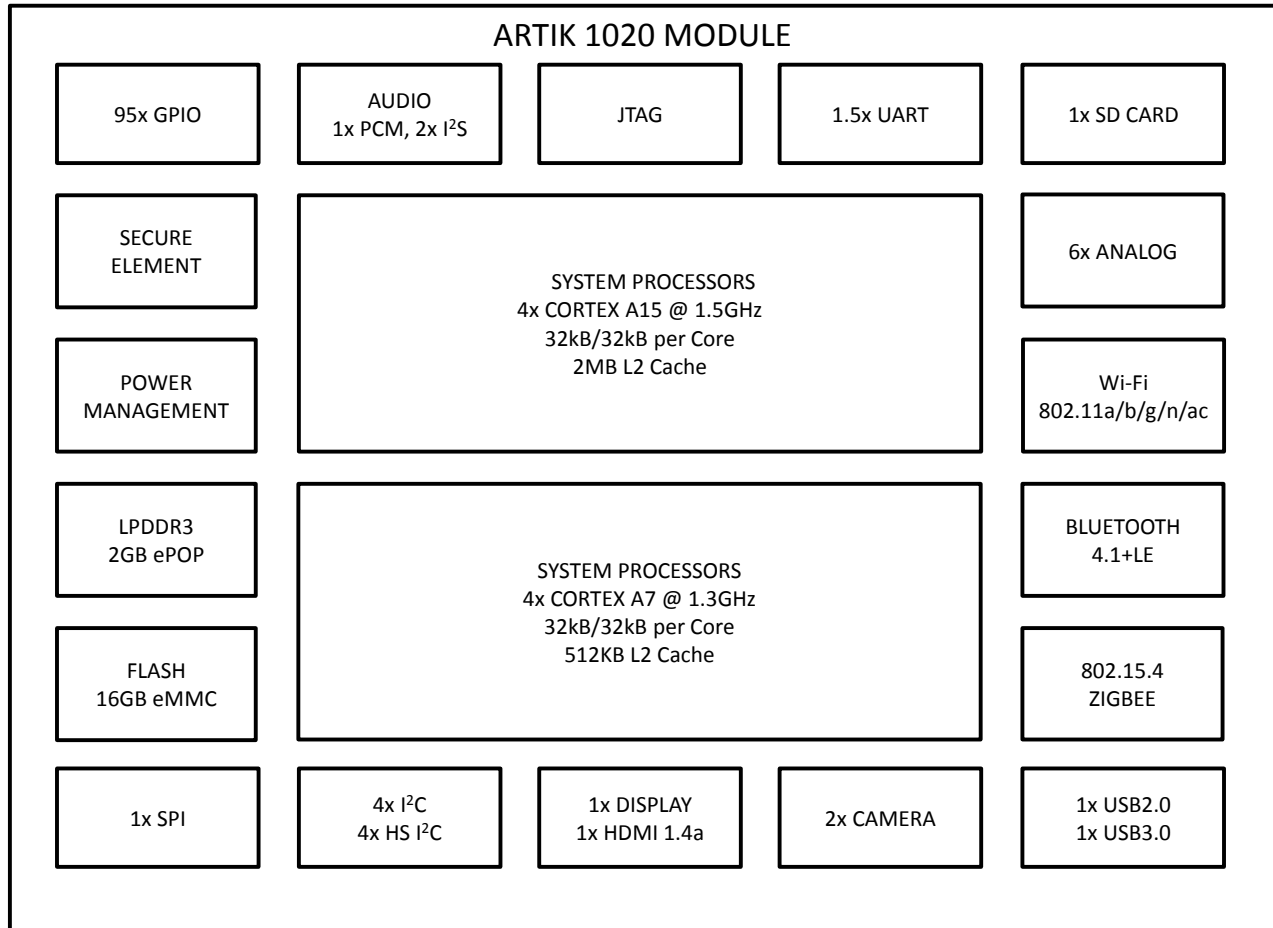 ARTIK 1020 MODULE
95x GPIO
AUDIO
1x PCM, 2x I²S
JTAG
1.5x UART
1x SD CARD
SECURE
ELEMENT
SYSTEM PROCESSORS
4x CORTEX A15 @ 1.5GHz
32kB/32kB per Core
2MB L2 Cache
6x ANALOG
POWER
MANAGEMENT
Wi-Fi
802.11a/b/g/n/ac
LPDDR3
2GB ePOP
SYSTEM PROCESSORS
4x CORTEX A7 @ 1.3GHz
32kB/32kB per Core
512KB L2 Cache
BLUETOOTH
4.1+LE
FLASH
16GB eMMC
802.15.4
ZIGBEE
1x SPI
4x I²C
4x HS I²C
1x DISPLAY
1x HDMI 1.4a
2x CAMERA
1x USB2.0
1x USB3.0